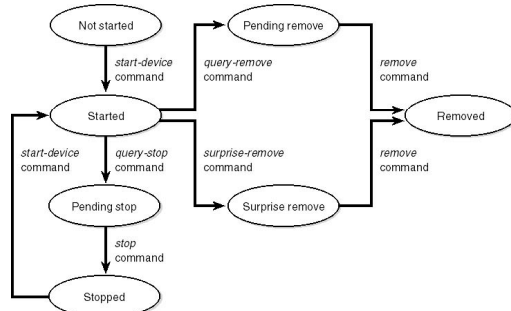 Not started
Pending remove
start-device
command
query-remove
command
remove
command
Started
Removed
start-device
command
query-stop
command
surprise-remove
command
remove
command
Pending stop
Surprise remove
stop
command
Stopped